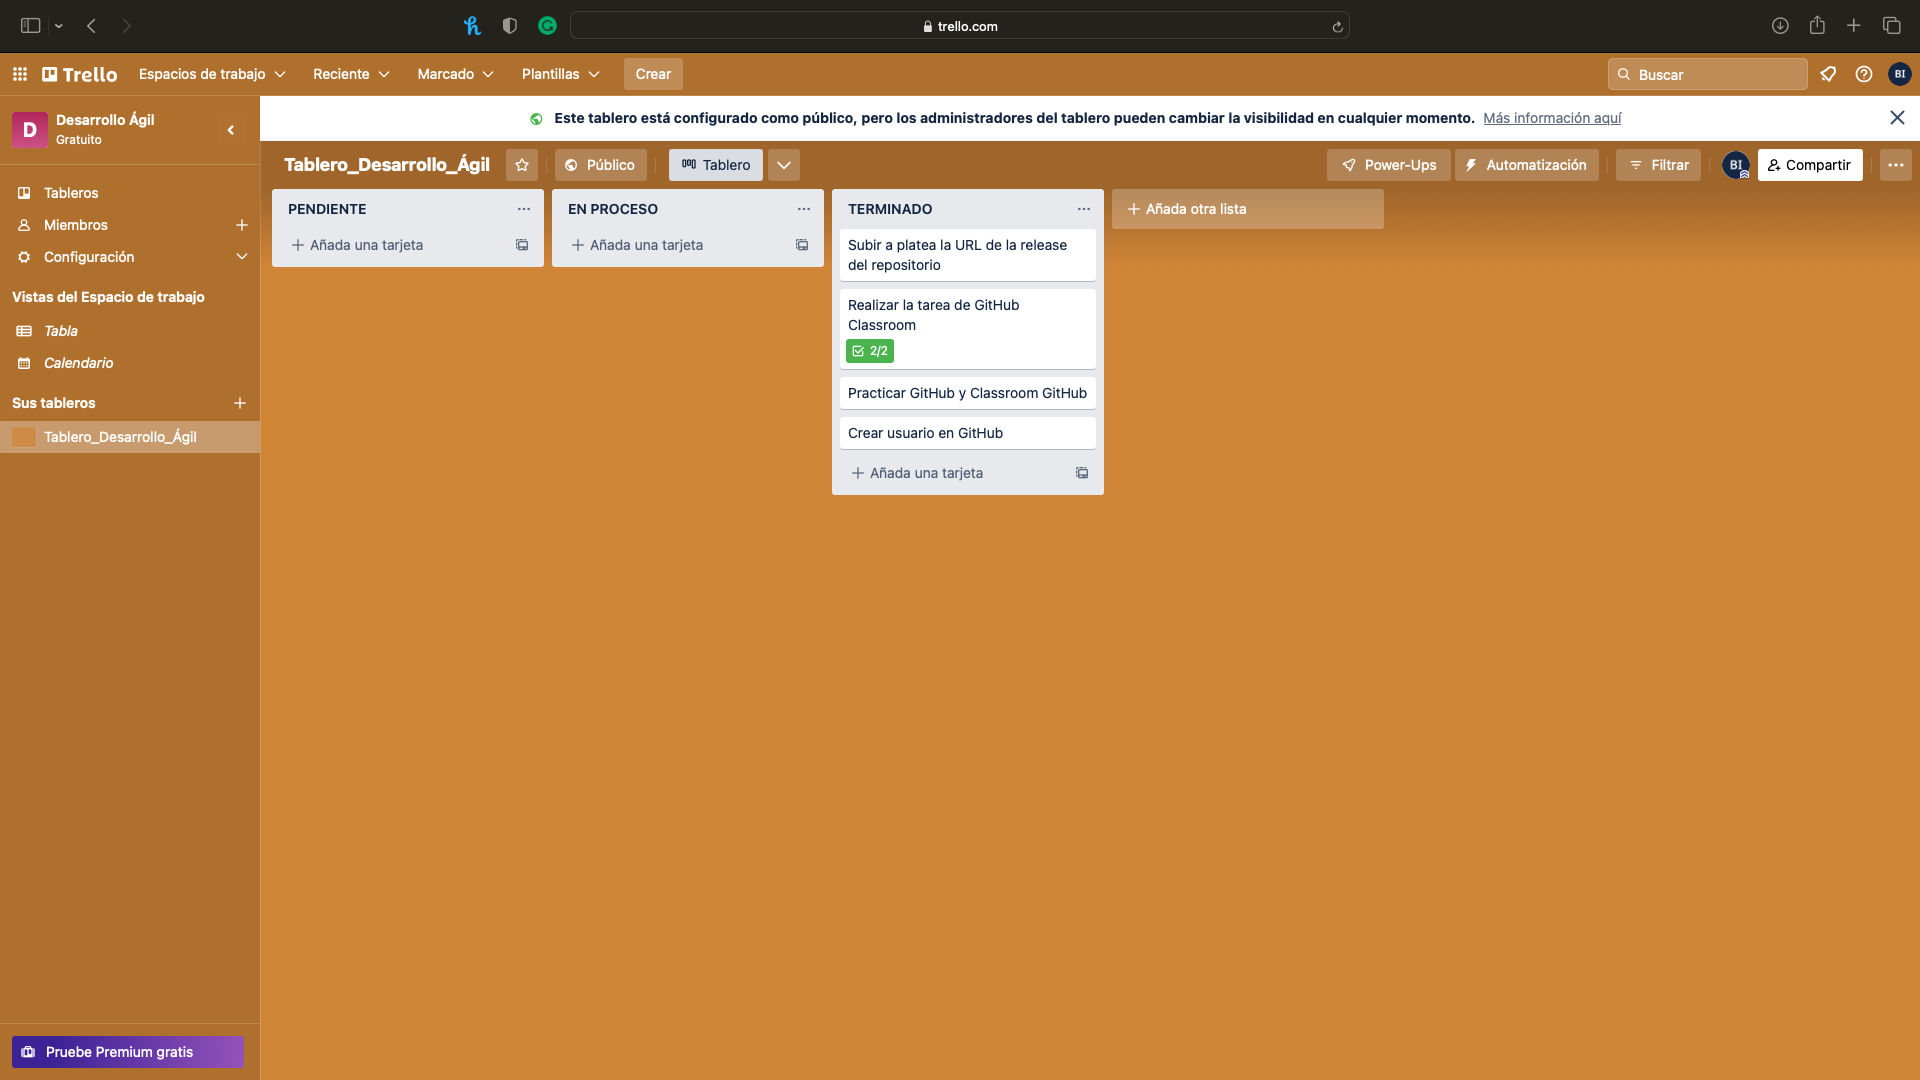 trello.com
Trello
Espacios de trabajo
Reciente
Marcado
Plantillas
Crear
Buscar
BI
D
Desarrollo Ágil
Gratuito
Este tablero está configurado como público, pero los administradores del tablero pueden cambiar la visibilidad en cualquier momento. Más información aquí
Tablero_Desarrollo_Ágil
Público
Tablero
Power-Ups
Automatización
Filtrar
BI
Compartir
Tableros
Miembros
Configuración
Vistas del Espacio de trabajo
Tabla
Calendario
Sus tableros
Tablero_Desarrollo_Ágil
PENDIENTE
Añada una tarjeta
EN PROCESO
Añada una tarjeta
TERMINADO
Subir a platea la URL de la release
del repositorio
Realizar la tarea de GitHub
Classroom
2/2
Practicar GitHub y Classroom GitHub
Crear usuario en GitHub
Añada una tarjeta
Añada otra lista
Pruebe Premium gratis